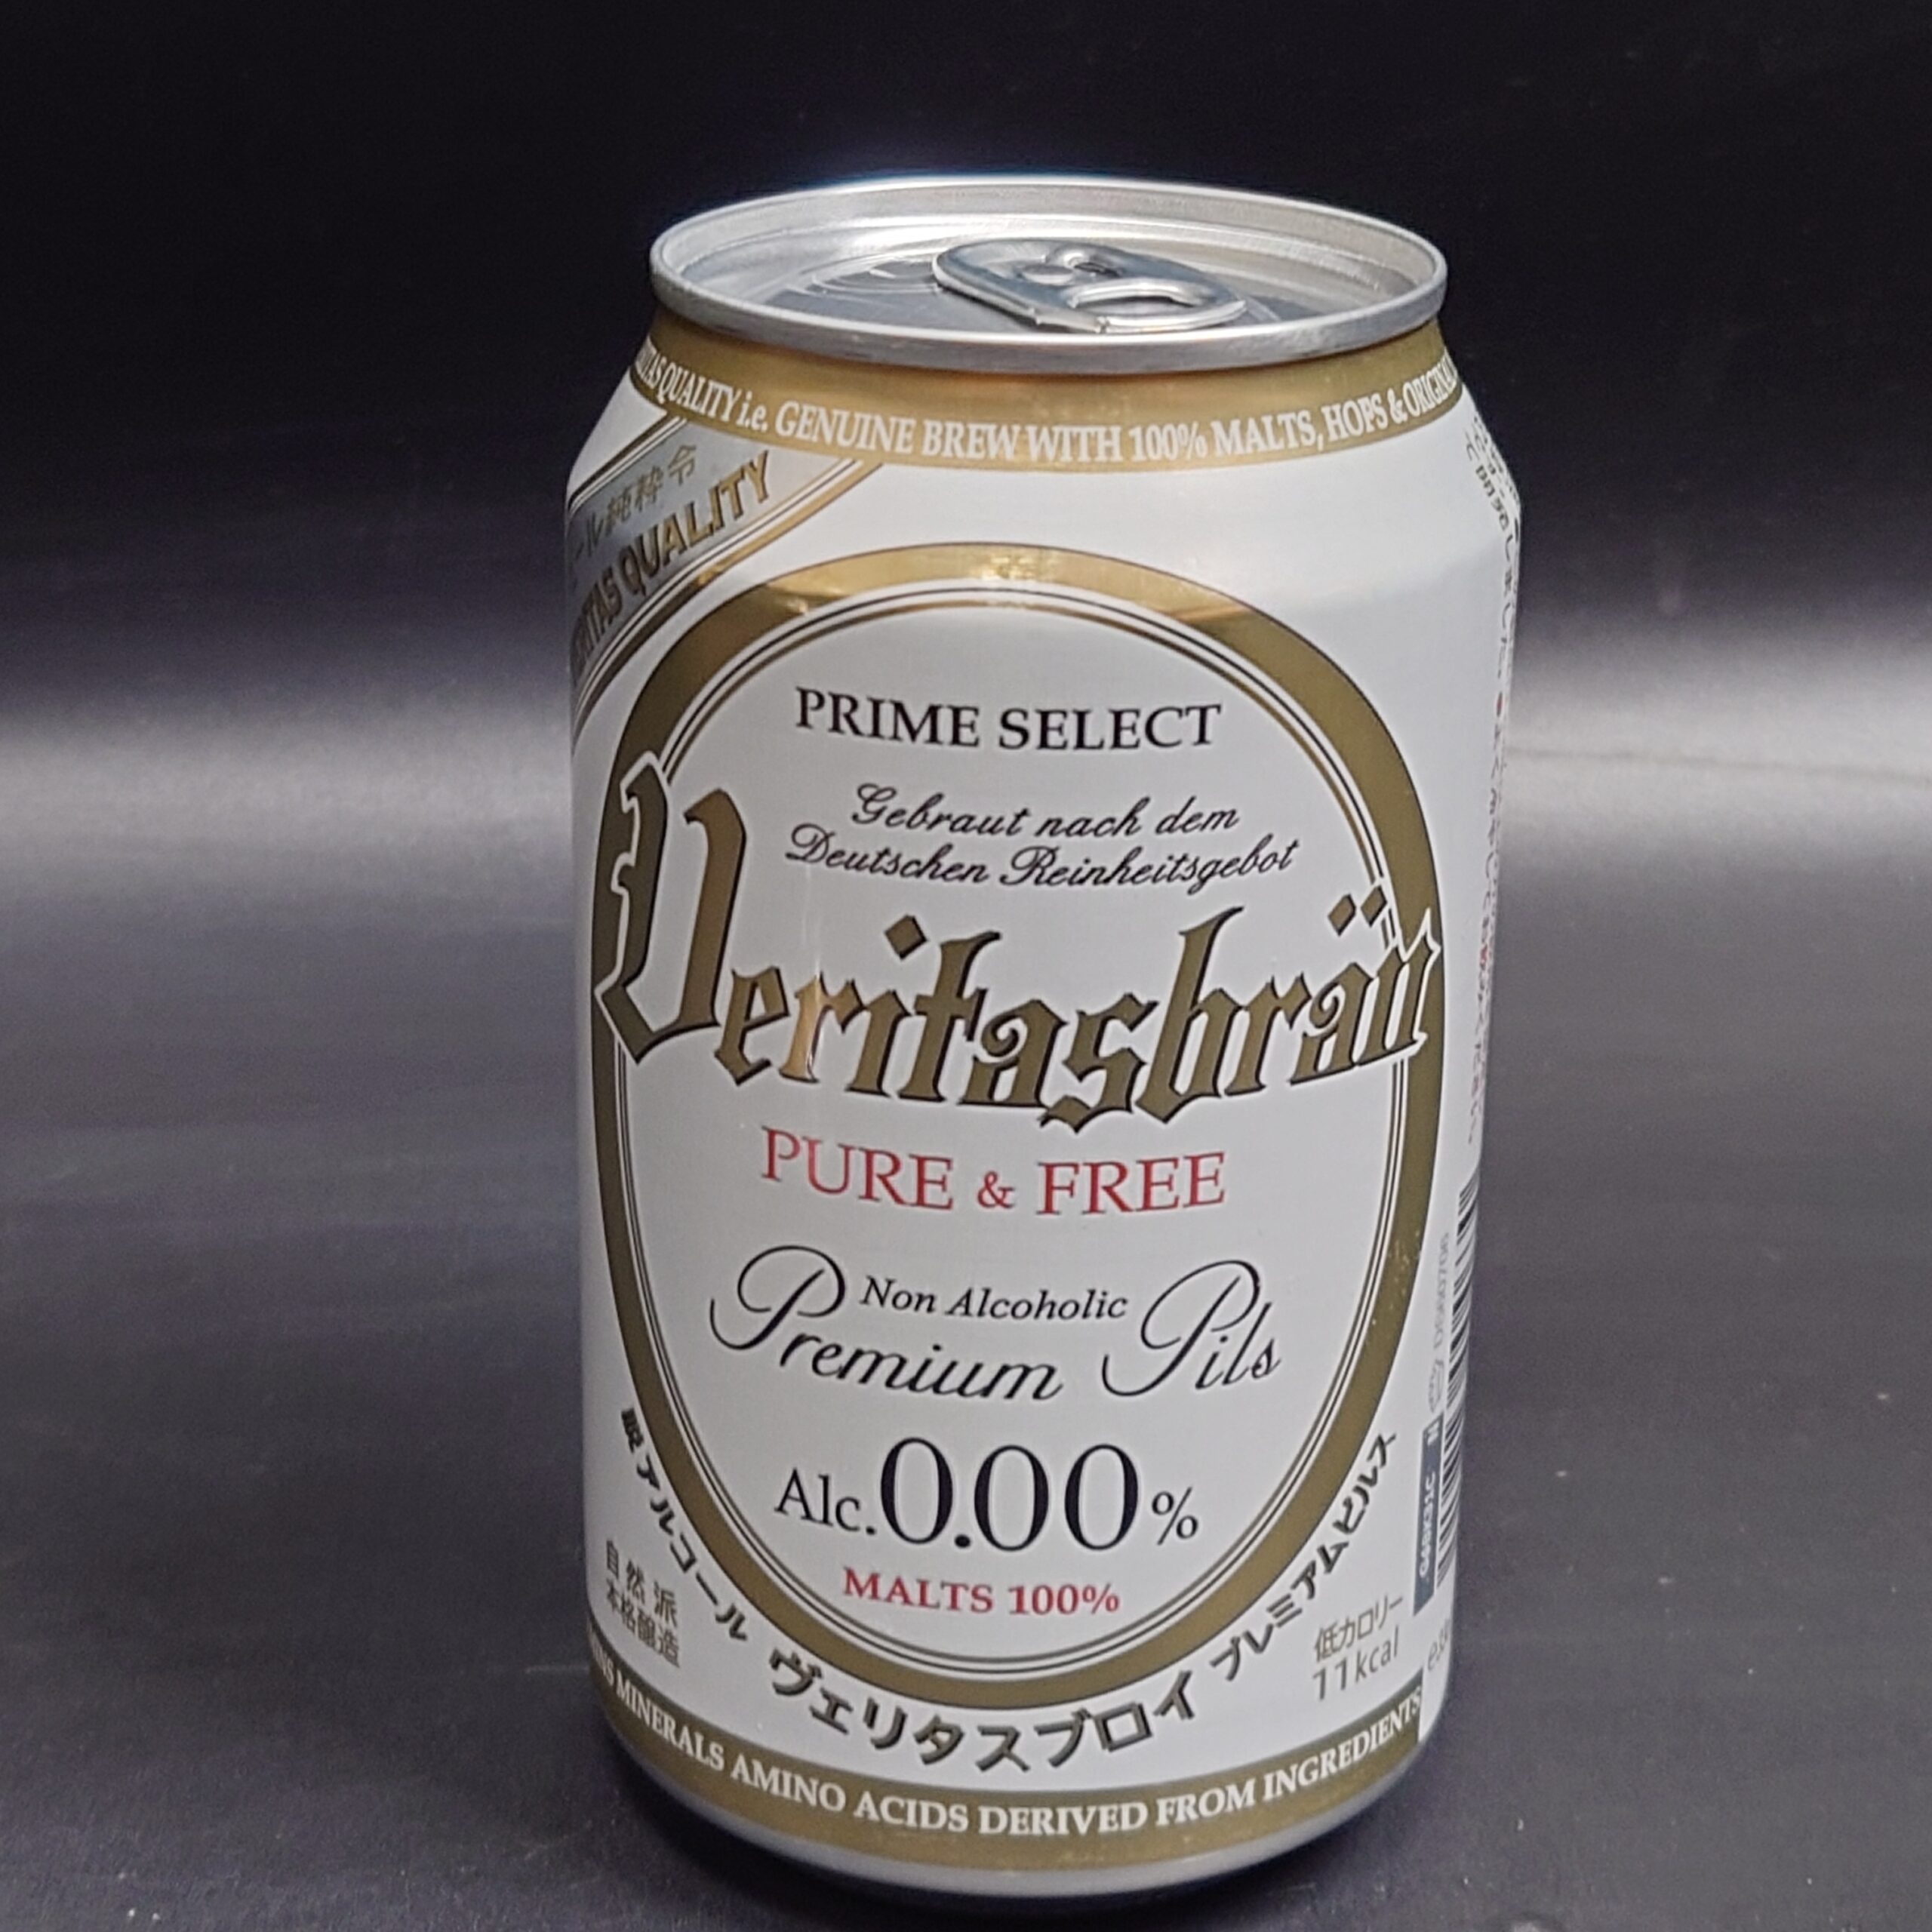 QUALITY i.e. GENUINE BREW WITH 100% MALTS, HOPS &
ール純粋令
QUALITY
PRIME SELECT
Gebraut nach dem
Deutschen Reinheitsgebot
Veritasbräu
PURE & FREE
Non Alcoholic
Premium Pils
Alc. 0.00%
MALTS 100%
脱アルコール ヴェリタスブロイ プレミアムピルス
自然派
本格醸造
低カロリー
11kcal
MINERALS AMINO ACIDS DERIVED FROM INGREDIENTS